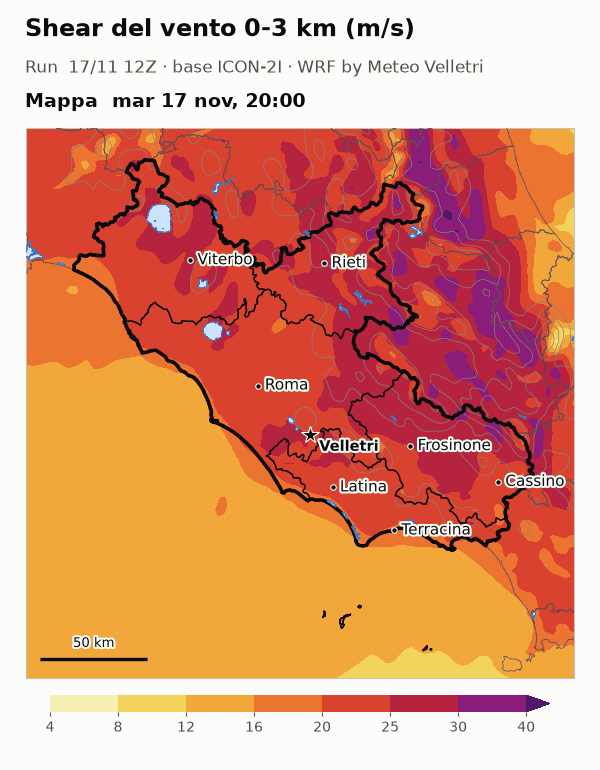 Shear del vento 0-3 km (m/s)
Run  17/11 12Z · base ICON-2I · WRF by Meteo Velletri
Mappa  mar 17 nov, 20:00
Viterbo
Rieti
Roma
Velletri
Frosinone
Latina
Cassino
Terracina
50 km
4 8 12 16 20 25 30 40